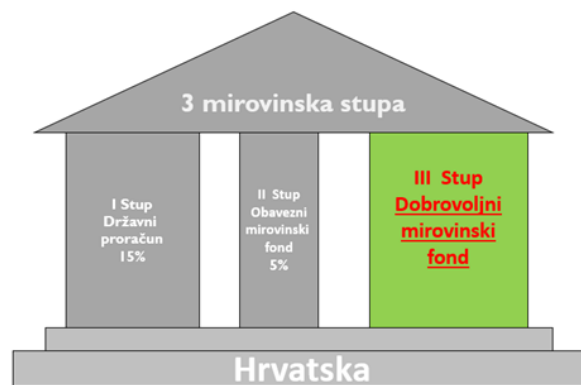 3 mirovinska stupa
I Stup
Državni
proračun
15%
II Stup
Obavezni
mirovinski
fond
5%
III Stup
Dobrovoljni
mirovinski
fond
Hrvatska